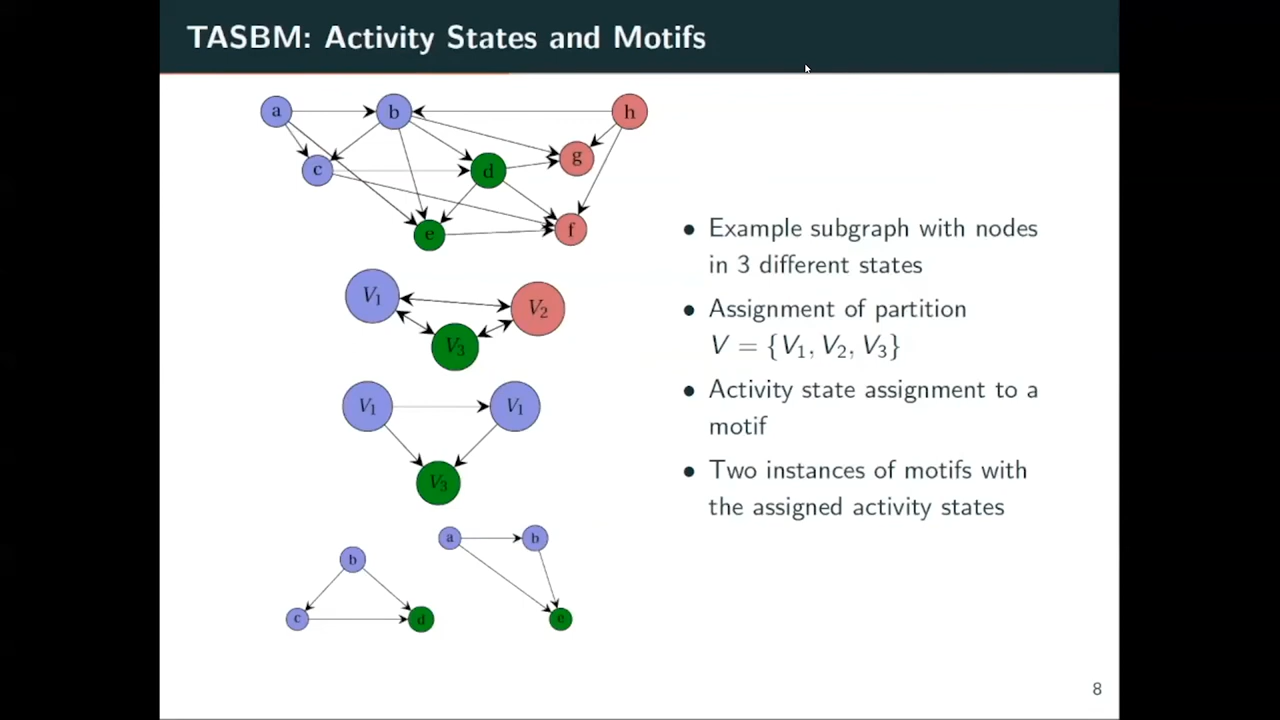 TASBM: Activity States and Motifs
a
b
h
c
d
g
e
f
V₁
V₂
V₃
V₁
V₁
V₃
a
b
b
c
d
e
• Example subgraph with nodes
in 3 different states
• Assignment of partition
V = {V₁, V₂, V₃}
• Activity state assignment to a
motif
• Two instances of motifs with
the assigned activity states
8